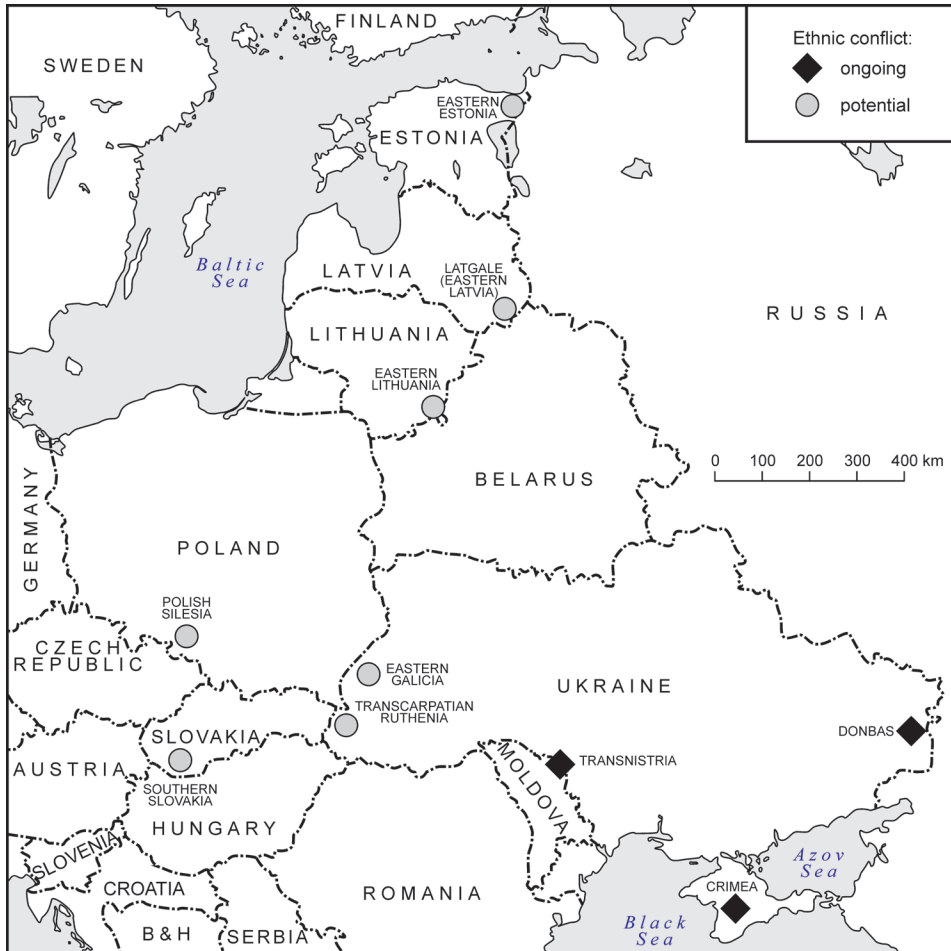 FINLAND
SWEDEN
Ethnic conflict:
ongoing
potential
EASTERN
ESTONIA
ESTONIA
Baltic
Sea
LATVIA
LATGALE
(EASTERN
LATVIA)
RUSSIA
LITHUANIA
EASTERN
LITHUANIA
0 100 200 300 400 km
BELARUS
GERMANY
POLAND
POLISH
SILESIA
CZECH
REPUBLIC
EASTERN
GALICIA
UKRAINE
TRANSCARPATIAN
RUTHENIA
SLOVAKIA
DONBAS
AUSTRIA
MOLDOVA
TRANSNISTRIA
SOUTHERN
SLOVAKIA
HUNGARY
SLOVENIA
Azov
Sea
CROATIA
ROMANIA
CRIMEA
Black
Sea
B&H
SERBIA